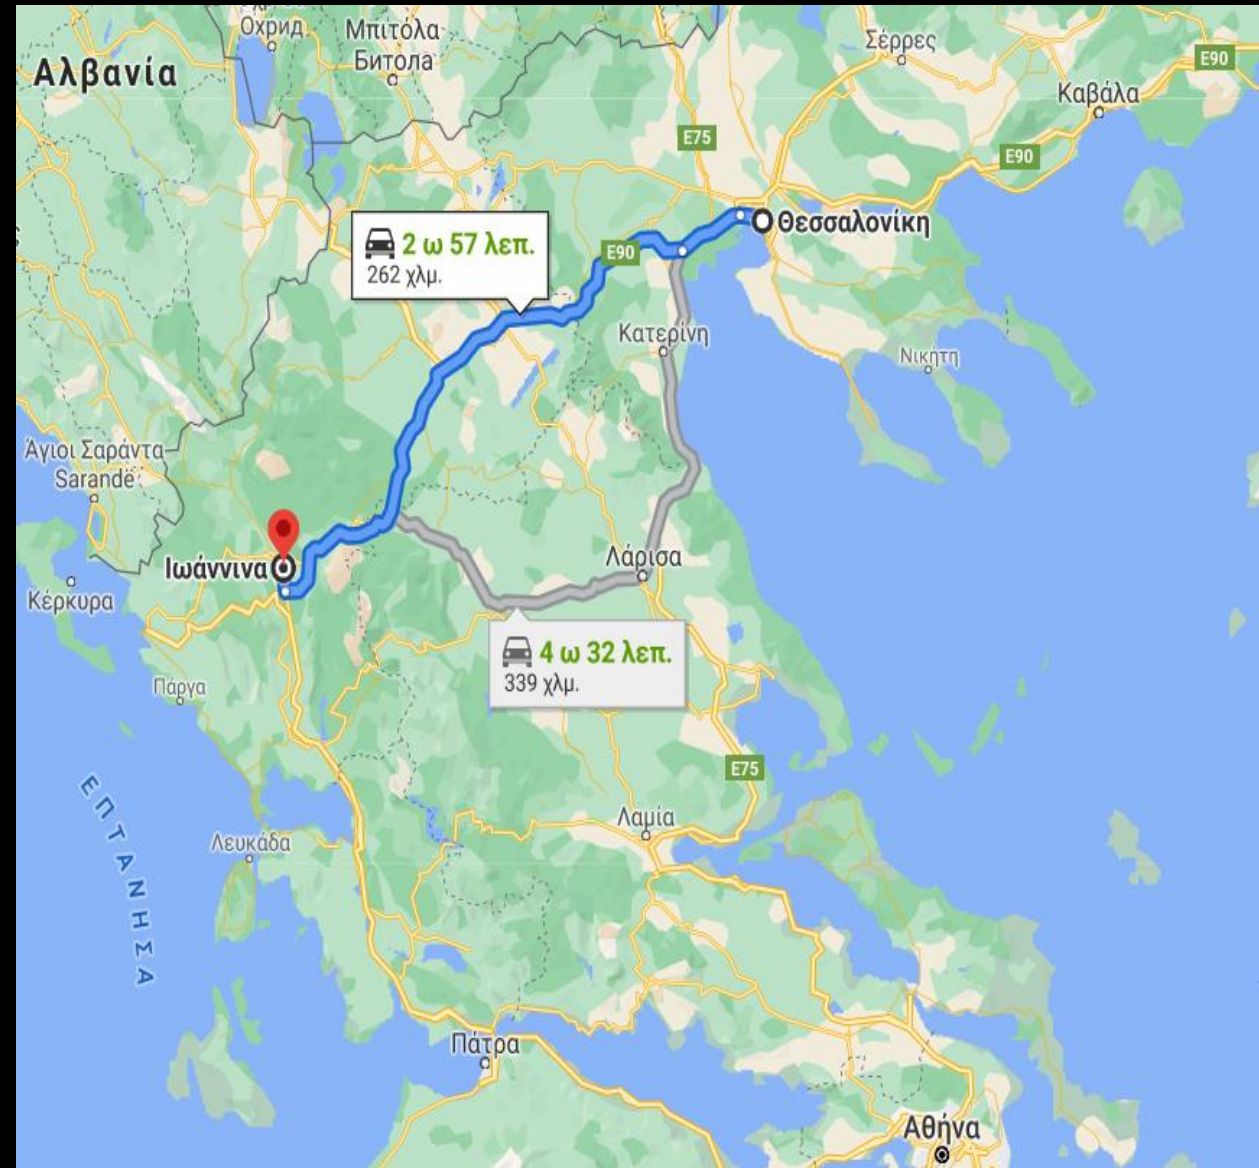 Охрид
Μπιτόλα
Битола
Σέρρες
E90
Αλβανία
Καβάλα
E75
E90
Θεσσαλονίκη
2 ω 57 λεπ.
262 χλμ.
E90
Κατερίνη
Νικήτη
Άγιοι Σαράντα
Sarandë
Ιωάννινα
Λάρισα
Κέρκυρα
4 ω 32 λεπ.
339 χλμ.
Πάργα
E75
ΕΠΤΑΝΗΣΑ
Λαμία
Λευκάδα
Πάτρα
Αθήνα